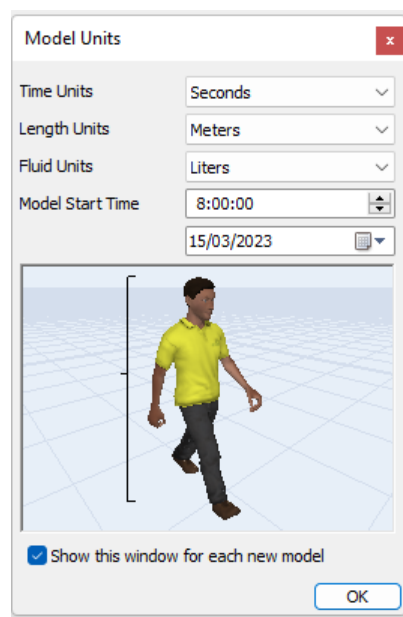 Model Units
Time Units Seconds
Length Units Meters
Fluid Units Liters
Model Start Time 8:00:00
15/03/2023
Show this window for each new model
OK